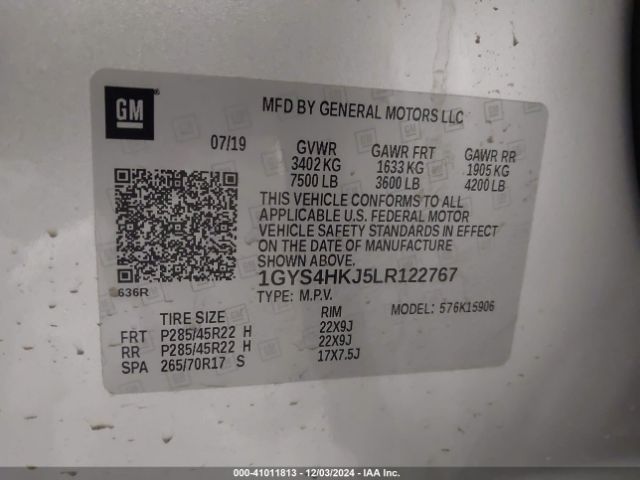 GM
MFD BY GENERAL MOTORS LLC
07/19
GVWR GAWR FRT GAWR RR
3402 KG 1633 KG 1905 KG
7500 LB 3600 LB 4200 LB
THIS VEHICLE CONFORMS TO ALL
APPLICABLE U.S. FEDERAL MOTOR
VEHICLE SAFETY STANDARDS IN EFFECT
ON THE DATE OF MANUFACTURE
SHOWN ABOVE.
1GYS4HKJ5LR122767
636R
TYPE: M.P.V. MODEL: 576K15906
TIRE SIZE RIM
FRT P285/45R22 H 22X9J
RR P285/45R22 H 22X9J
SPA 265/70R17 S 17X7.5J
000-41011813 - 12/03/2024 - IAA Inc.